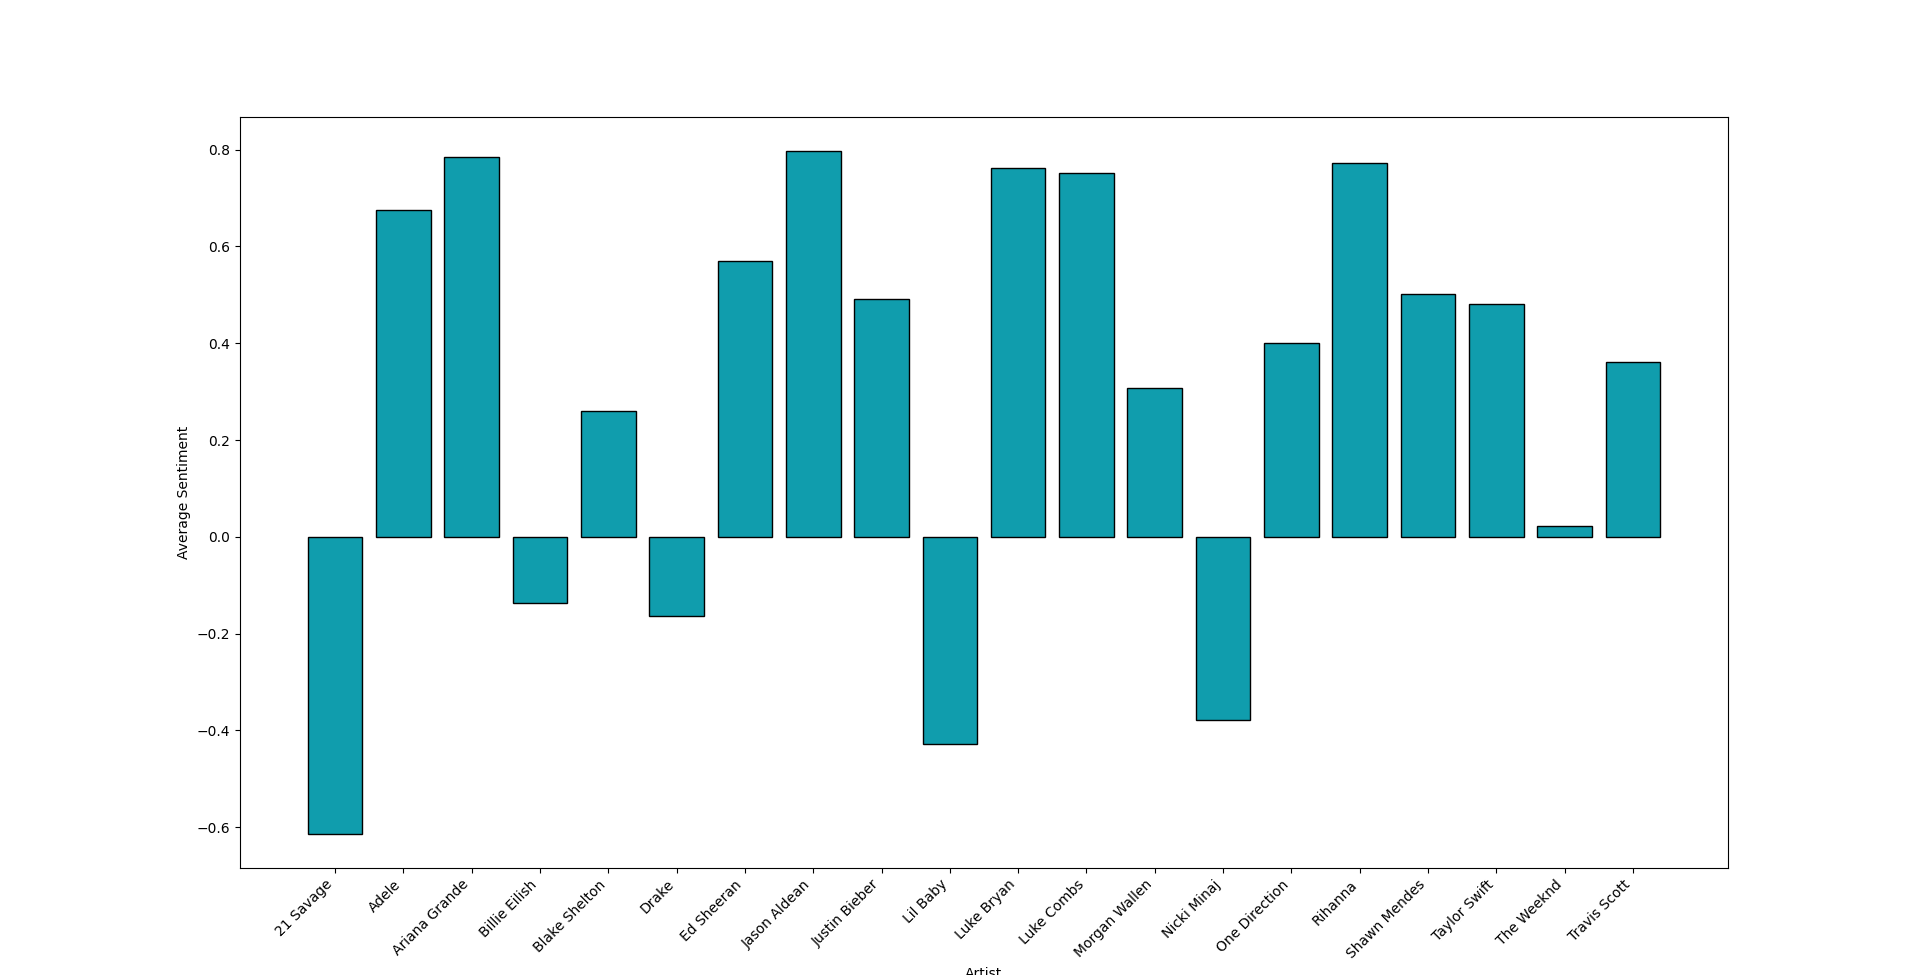 0.8
0.6
0.4
0.2
0.0
−0.2
−0.4
−0.6
Average Sentiment
21 Savage
Adele
Ariana Grande
Billie Eilish
Blake Shelton
Drake
Ed Sheeran
Jason Aldean
Justin Bieber
Lil Baby
Luke Bryan
Luke Combs
Morgan Wallen
Nicki Minaj
One Direction
Rihanna
Shawn Mendes
Taylor Swift
The Weeknd
Travis Scott
Artist